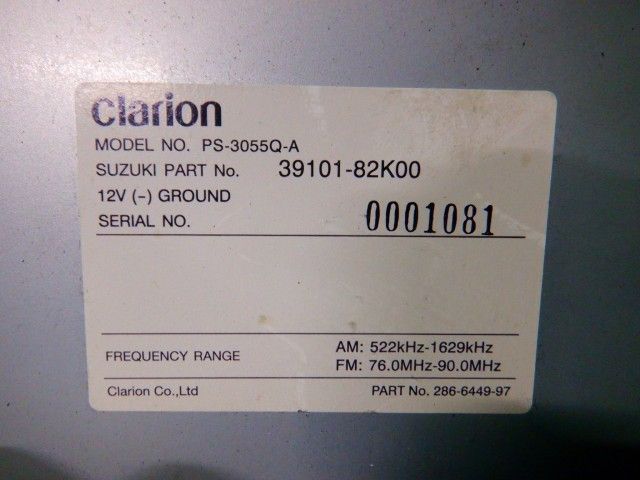 clarion
MODEL NO. PS-3055Q-A
SUZUKI PART No. 39101-82K00
12V (-) GROUND
SERIAL NO. 0001081
FREQUENCY RANGE AM: 522kHz-1629kHz
FM: 76.0MHz-90.0MHz
Clarion Co.,Ltd PART No. 286-6449-97